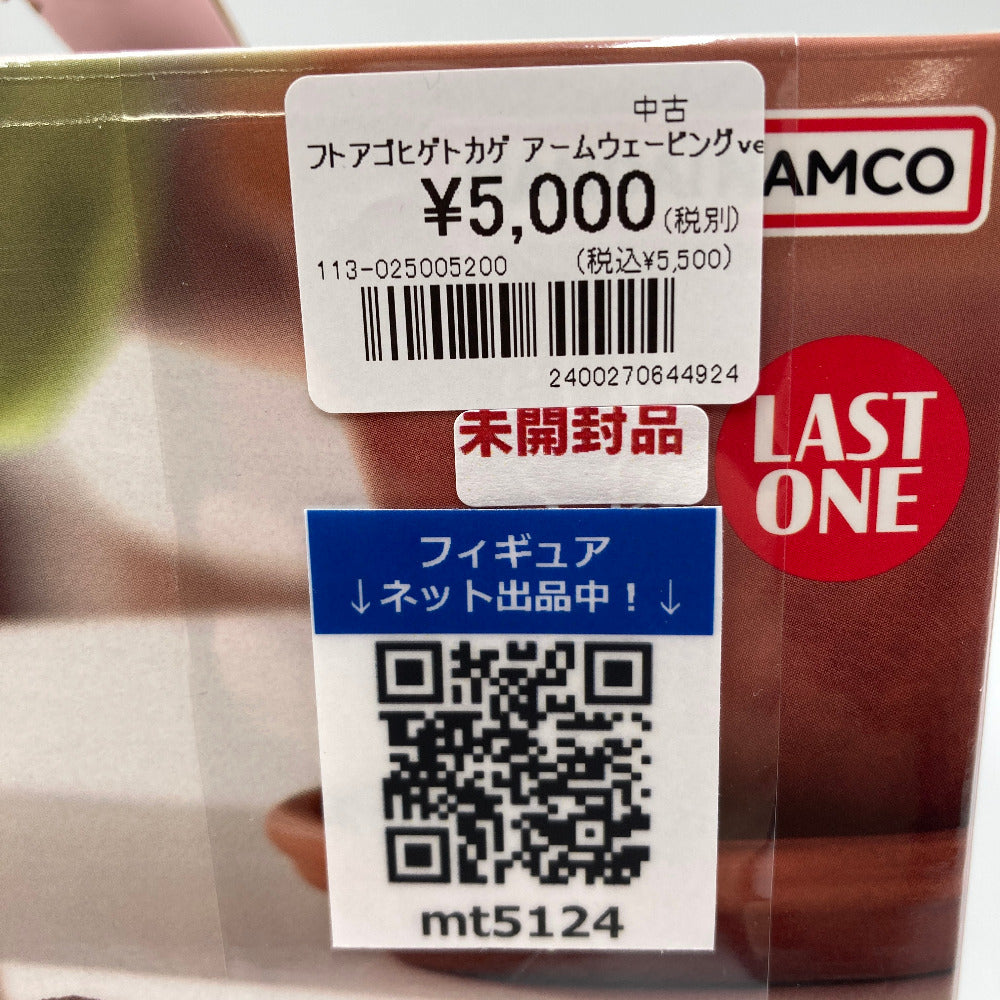 中古
フトアゴヒゲトカゲ アームウェービングve
¥5,000(税別)
113-025005200 (税込¥5,500)
2400270644924
AMCO
未開封品
LAST
ONE
フィギュア
↓ネット出品中！↓
mt5124